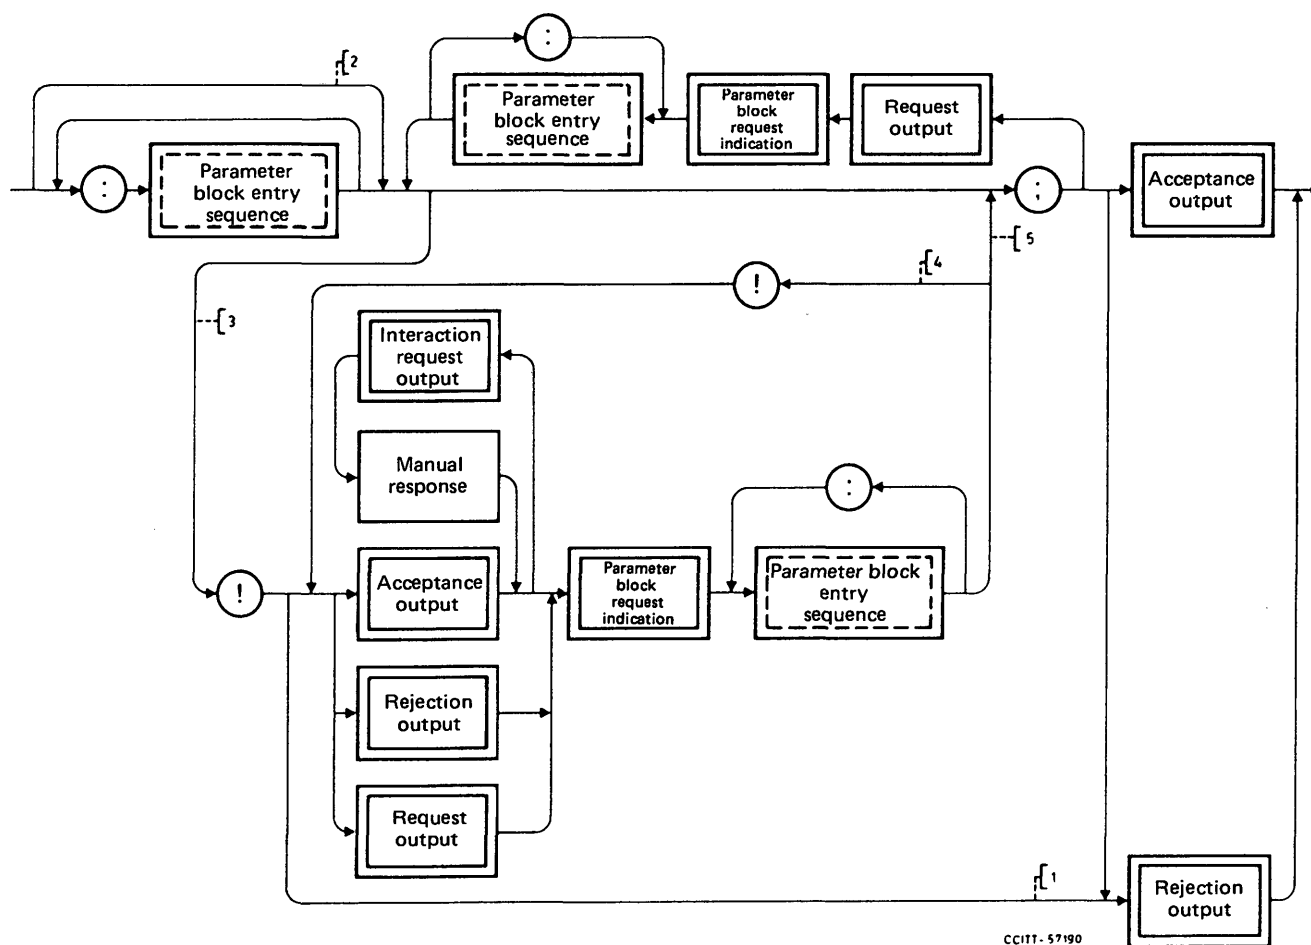 :
2
Parameter
block entry
sequence
Parameter
block
request
indication
Request
output
:
Parameter
block entry
sequence
;
Acceptance
output
5
4
!
3
Interaction
request
output
Manual
response
:
!
Acceptance
output
Parameter
block
request
indication
Parameter block
entry
sequence
Rejection
output
Request
output
1
Rejection
output
CCITT-57190